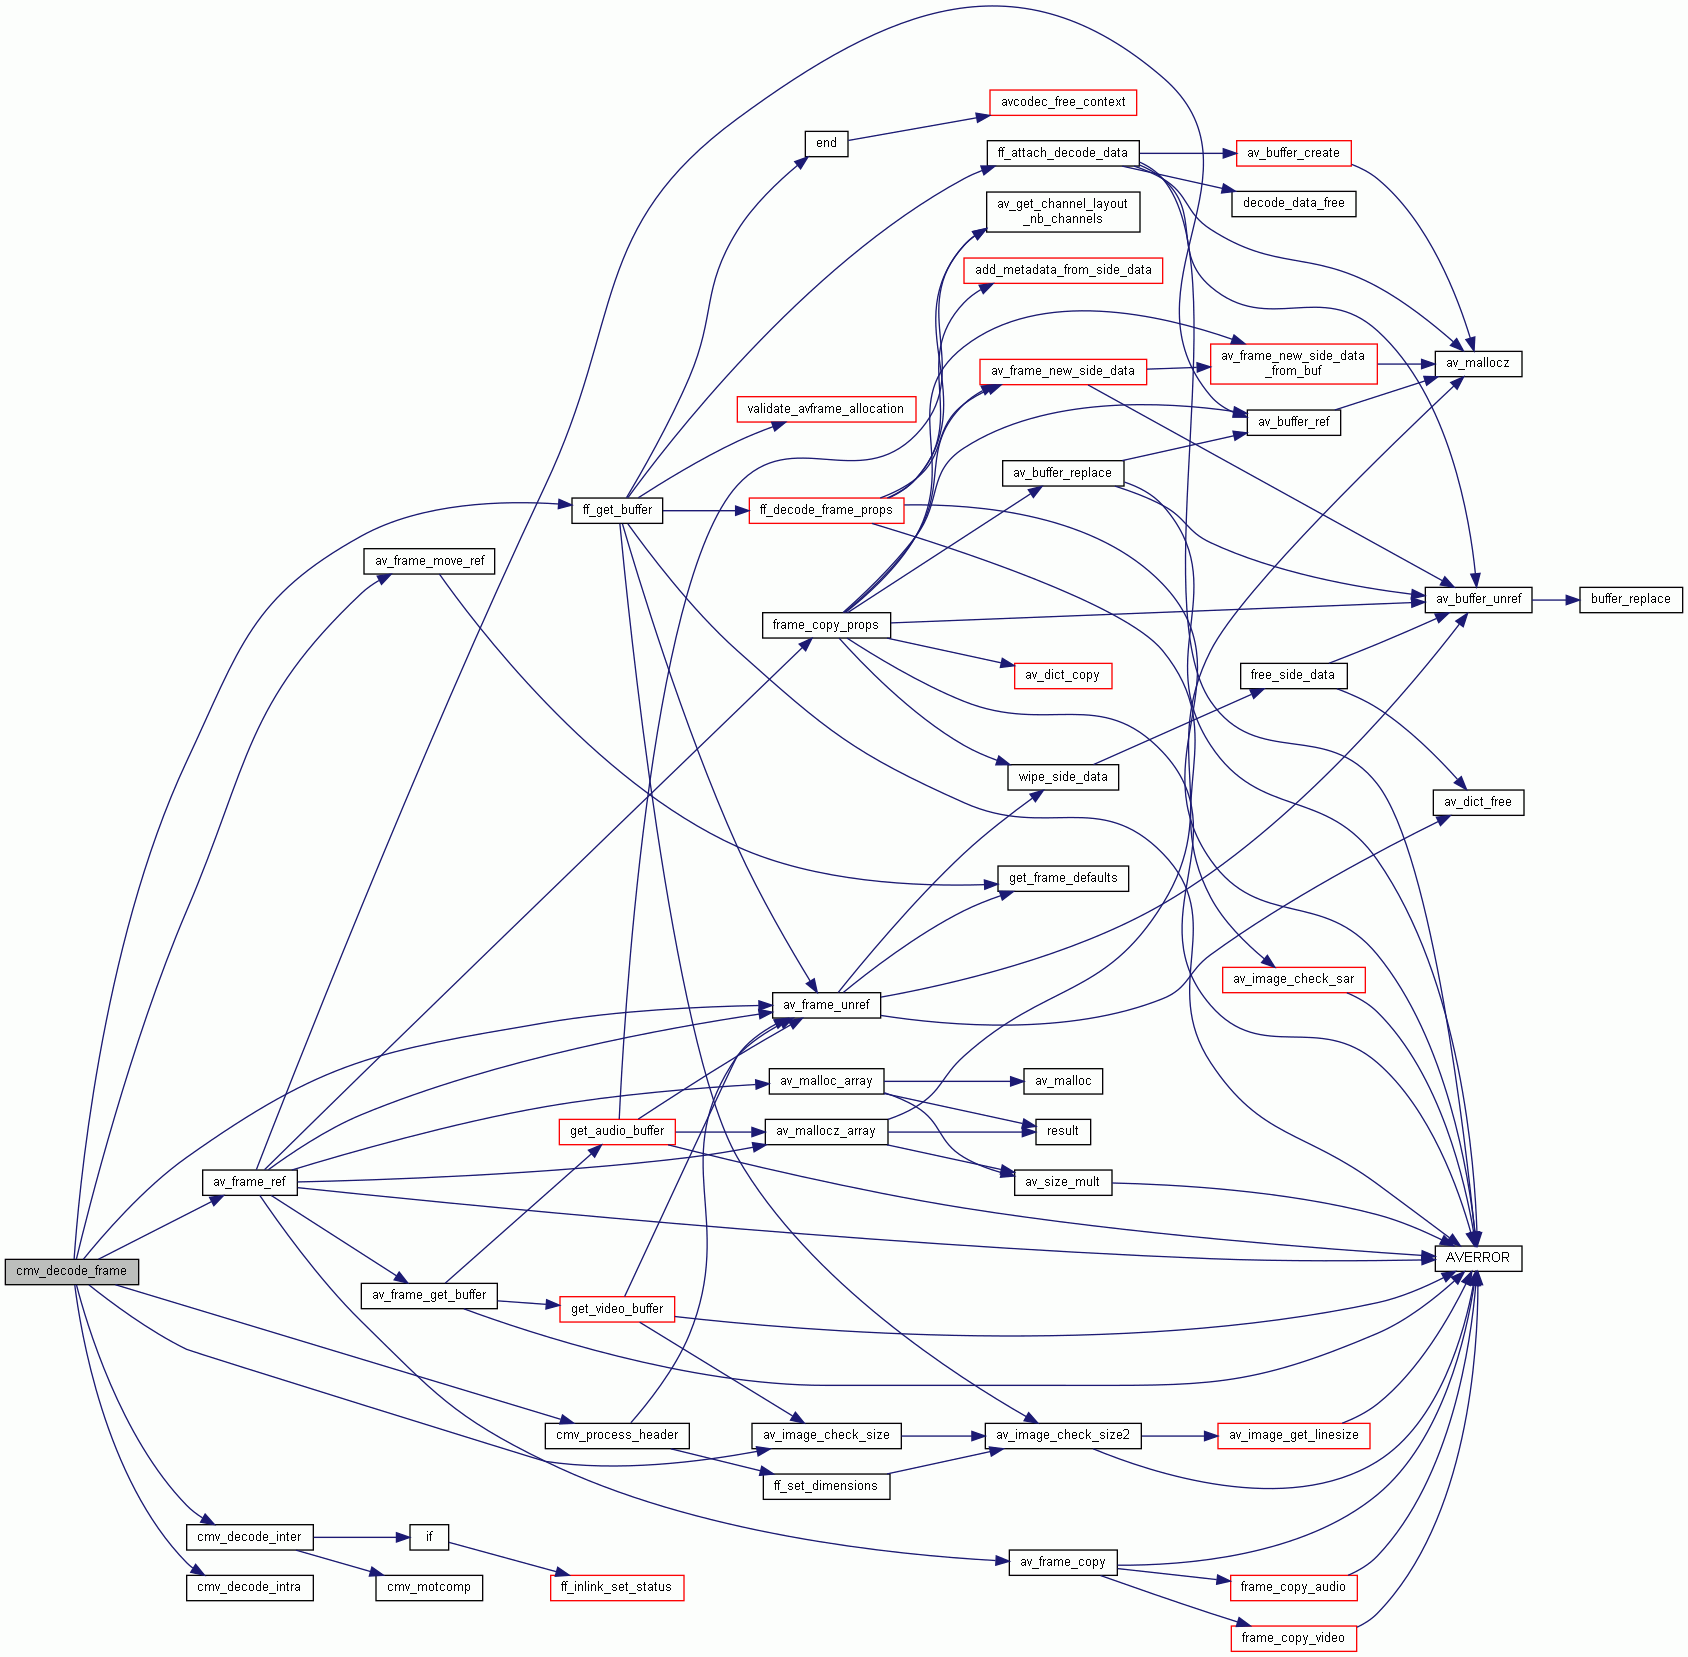 avcodec_free_context
end
ff_attach_decode_data
av_buffer_create
decode_data_free
av_get_channel_layout
_nb_channels
add_metadata_from_side_data
av_frame_new_side_data
_from_buf
av_mallocz
av_frame_new_side_data
validate_avframe_allocation
av_buffer_ref
av_buffer_replace
ff_get_buffer
ff_decode_frame_props
av_frame_move_ref
av_buffer_unref
buffer_replace
frame_copy_props
av_dict_copy
free_side_data
wipe_side_data
av_dict_free
get_frame_defaults
av_image_check_sar
av_frame_unref
av_malloc_array
av_malloc
get_audio_buffer
av_mallocz_array
result
av_frame_ref
av_size_mult
AVERROR
cmv_decode_frame
av_frame_get_buffer
get_video_buffer
cmv_process_header
av_image_check_size
av_image_check_size2
av_image_get_linesize
ff_set_dimensions
cmv_decode_inter
if
av_frame_copy
cmv_decode_intra
cmv_motcomp
ff_inlink_set_status
frame_copy_audio
frame_copy_video